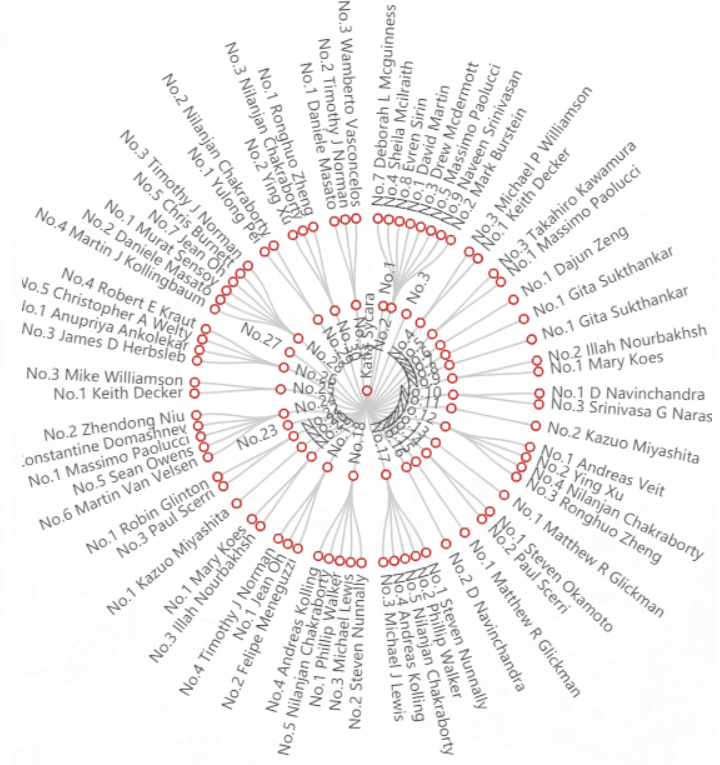 No.3 Wamberto Vasconcelos
No.2 Timothy J Norman
No.1 Daniele Masato
No.1 Ronghuo Zheng
No.3 Nilanjan Chakraborty
No.2 Ying Xu
No.2 Nilanjan Chakraborty
No.1 Yulong Pei
No.3 Timothy J Norman
No.5 Chris Burnett
No.7 Jean Oh
No.1 Murat Sensoy
No.2 Daniele Masato
No.4 Martin J Kollingbaum
No.4 Robert E Kraut
No.5 Christopher A Welty
No.1 Anupriya Ankolekar
No.3 James D Herbsleb
No.3 Mike Williamson
No.1 Keith Decker
No.2 Zhendong Niu
Constantine Domashnev
No.1 Massimo Paolucci
No.5 Sean Owens
No.6 Martin Van Velsen
No.1 Robin Glinton
No.3 Paul Scerri
No.1 Kazuo Miyashita
No.1 Mary Koes
No.3 Illah Nourbakhsh
No.4 Timothy J Norman
No.1 Jean Oh
No.2 Felipe Meneguzzi
No.5 Nilanjan Chakraborty
No.4 Andreas Kolling
No.1 Phillip Walker
No.3 Michael Lewis
No.2 Steven Nunnally
No.3 Michael J Lewis
No.4 Andreas Kolling
No.5 Nilanjan Chakraborty
No.2 Phillip Walker
No.1 Steven Nunnally
No.2 D Navinchandra
No.1 Matthew R Glickman
No.2 Paul Scerri
No.1 Steven Okamoto
No.1 Matthew R Glickman
No.3 Ronghuo Zheng
No.4 Nilanjan Chakraborty
No.2 Ying Xu
No.1 Andreas Veit
No.2 Kazuo Miyashita
No.3 Srinivasa G Naras
No.1 D Navinchandra
No.1 Mary Koes
No.2 Illah Nourbakhsh
No.1 Gita Sukthankar
No.1 Gita Sukthankar
No.1 Dajun Zeng
No.1 Massimo Paolucci
No.3 Takahiro Kawamura
No.1 Keith Decker
No.3 Michael P Williamson
No.2 Mark Burstein
No.9 Naveen Srinivasan
No.5 Massimo Paolucci
No.3 Drew Mcdermott
No.1 David Martin
No.8 Evren Sirin
No.4 Sheila Mcilraith
No.7 Deborah L Mcguinness
Katia Sycara
No.1
No.2
No.3
No.12
No.17
No.18
No.23
No.26
No.27